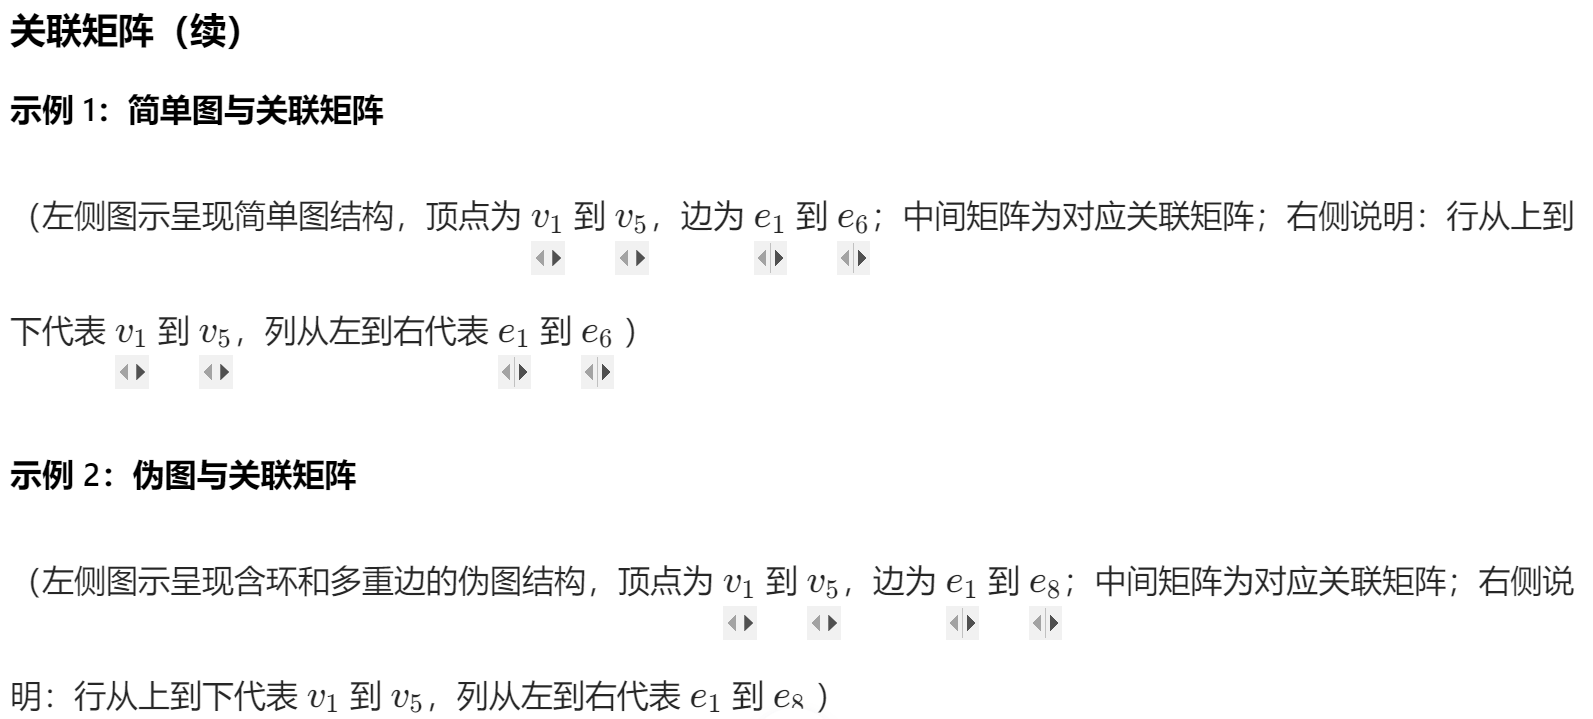 关联矩阵（续）
示例 1：简单图与关联矩阵
（左侧图示呈现简单图结构，顶点为 v₁ 到 v₅，边为 e₁ 到 e₆；中间矩阵为对应关联矩阵；右侧说明：行从上到
下代表 v₁ 到 v₅，列从左到右代表 e₁ 到 e₆ ）
示例 2：伪图与关联矩阵
（左侧图示呈现含环和多重边的伪图结构，顶点为 v₁ 到 v₅，边为 e₁ 到 e₈；中间矩阵为对应关联矩阵；右侧说
明：行从上到下代表 v₁ 到 v₅，列从左到右代表 e₁ 到 e₈ ）